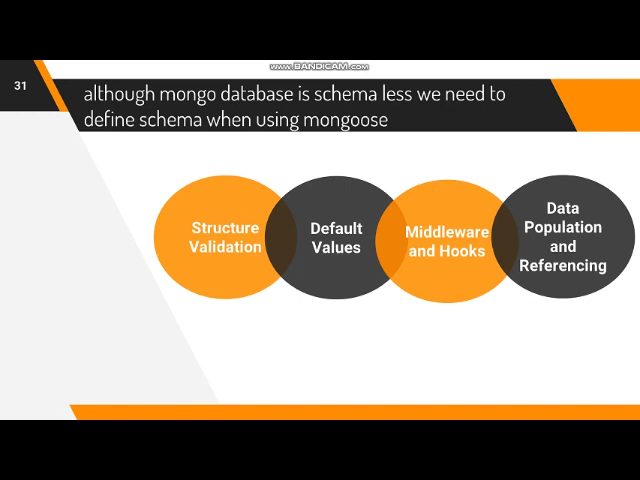 www.BANDICAM.com
31
although mongo database is schema less we need to
define schema when using mongoose
Structure
Validation
Default
Values
Middleware
and Hooks
Data
Population
and
Referencing